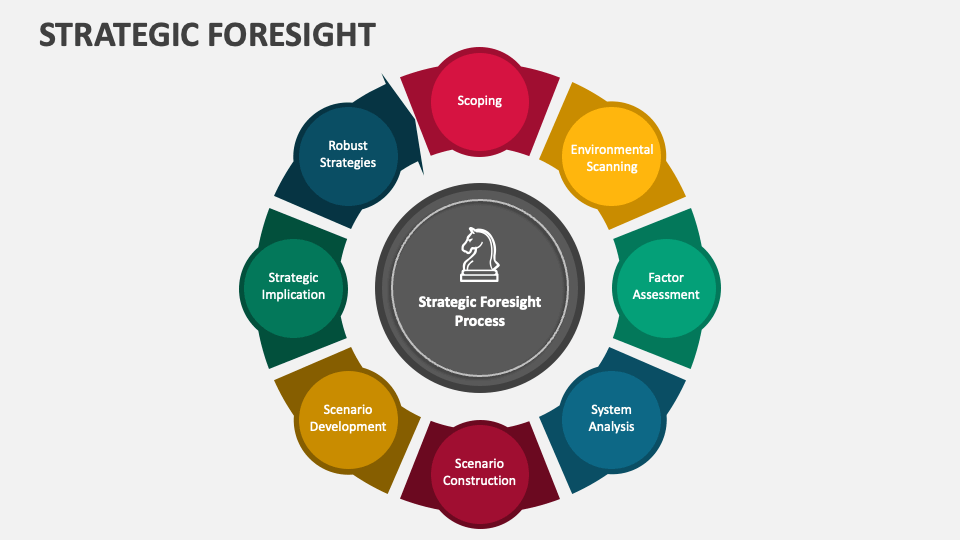 STRATEGIC FORESIGHT
Scoping
Environmental
Scanning
Factor
Assessment
System
Analysis
Scenario
Construction
Scenario
Development
Strategic
Implication
Robust
Strategies
Strategic Foresight
Process